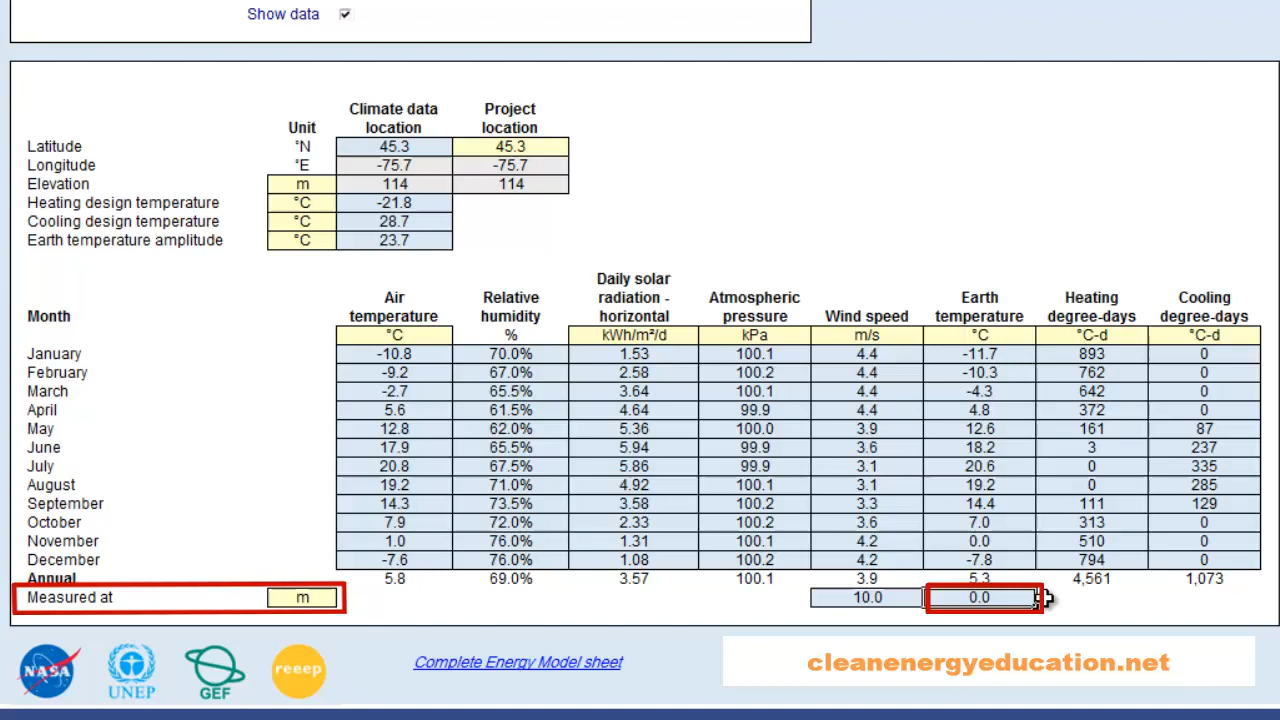 Show data
Climate data Project
Unit location location
Latitude °N 45.3 45.3
Longitude °E -75.7 -75.7
Elevation m 114 114
Heating design temperature °C -21.8
Cooling design temperature °C 28.7
Earth temperature amplitude °C 23.7
Daily solar
Air Relative radiation - Atmospheric Earth Heating Cooling
Month temperature humidity horizontal pressure Wind speed temperature degree-days degree-days
°C % kWh/m²/d kPa m/s °C °C-d °C-d
January -10.8 70.0% 1.53 100.1 4.4 -11.7 893 0
February -9.2 67.0% 2.58 100.2 4.4 -10.3 762 0
March -2.7 65.5% 3.64 100.1 4.4 -4.3 642 0
April 5.6 61.5% 4.64 99.9 4.4 4.8 372 0
May 12.8 62.0% 5.36 100.0 3.9 12.6 161 87
June 17.9 65.5% 5.94 99.9 3.6 18.2 3 237
July 20.8 67.5% 5.86 99.9 3.1 20.6 0 335
August 19.2 71.0% 4.92 100.1 3.1 19.2 0 285
September 14.3 73.5% 3.58 100.2 3.3 14.4 111 129
October 7.9 72.0% 2.33 100.2 3.6 7.0 313 0
November 1.0 76.0% 1.31 100.1 4.2 0.0 510 0
December -7.6 76.0% 1.08 100.2 4.2 -7.8 794 0
Annual 5.8 69.0% 3.57 100.1 3.9 5.3 4,561 1,073
Measured at m 10.0 0.0
NASA UNEP GEF reeep Complete Energy Model sheet cleanenergyeducation.net